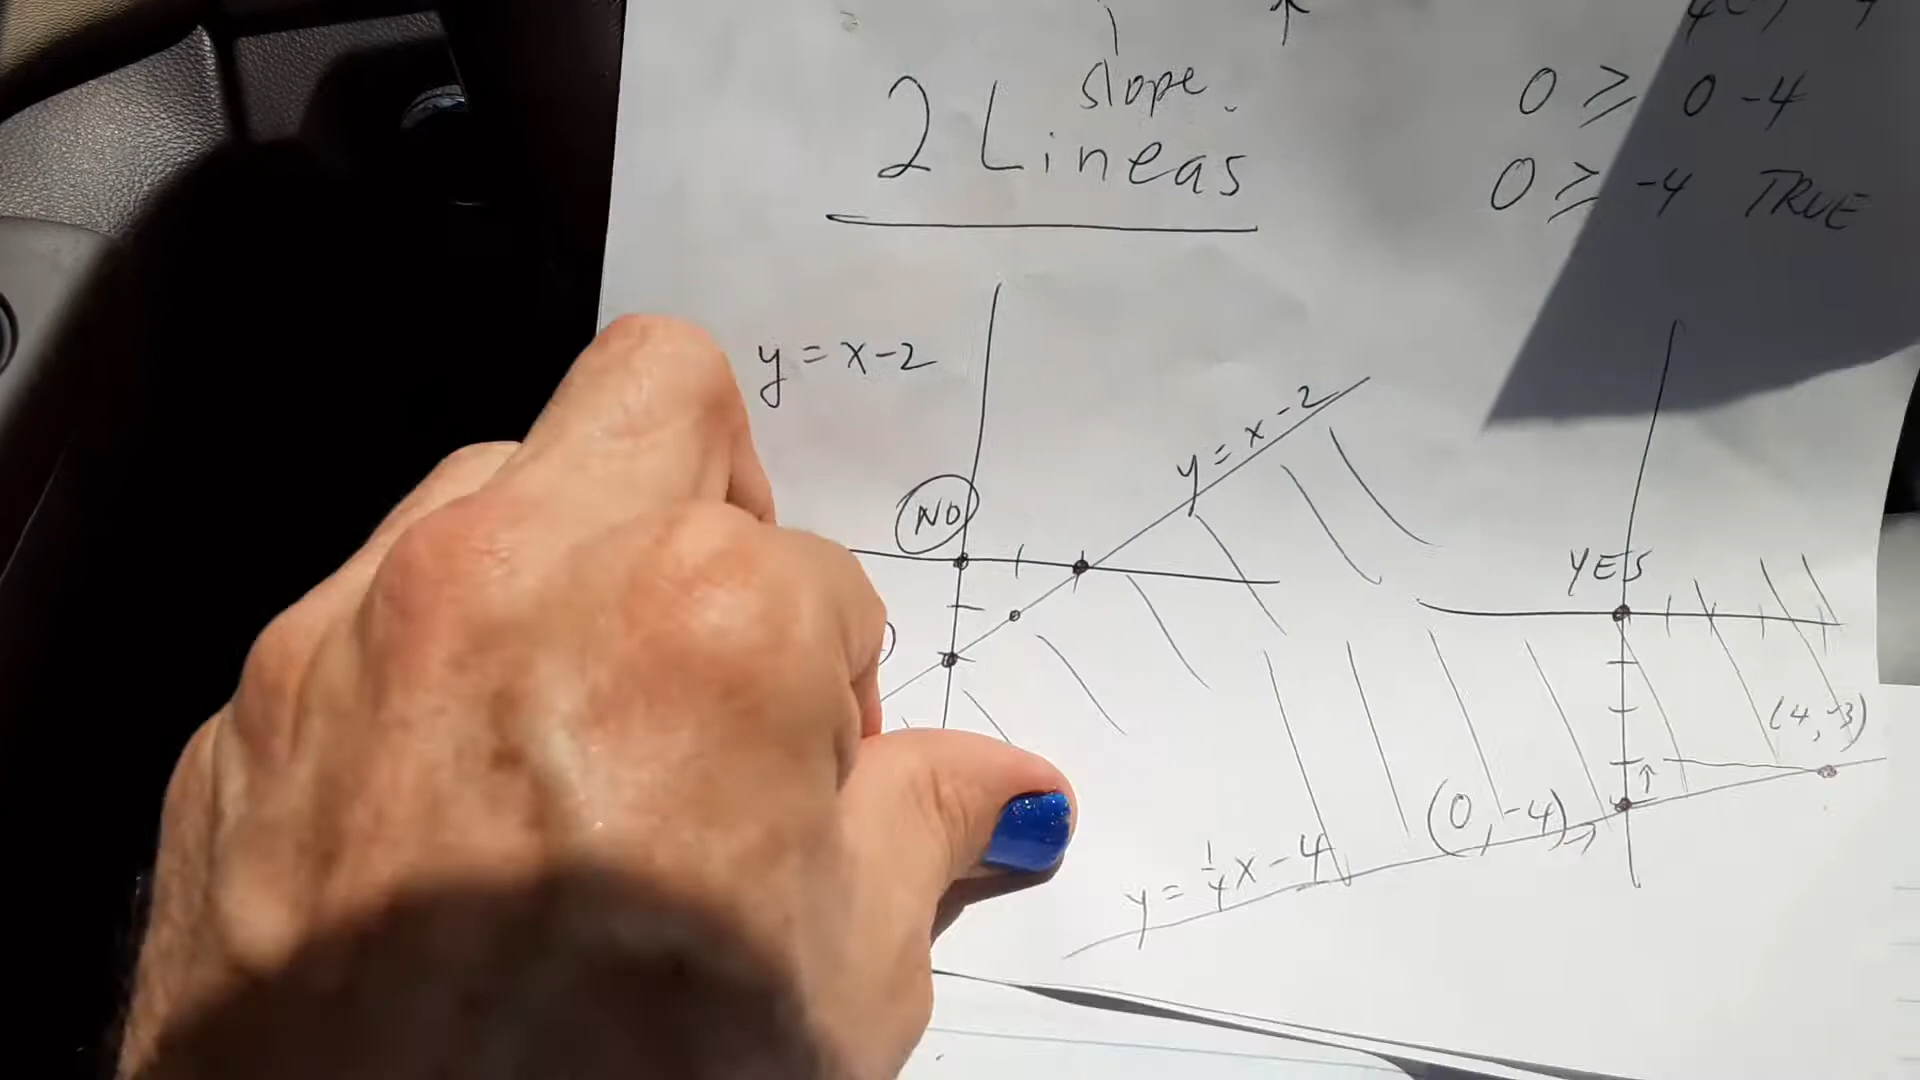 slope.
2 Lineas
0 ≥ 0 -4
0 ≥ -4 TRUE
y = x-2
y = x-2
NO
YES
(4, -3)
(0, -4)
y = 1/4 x - 4